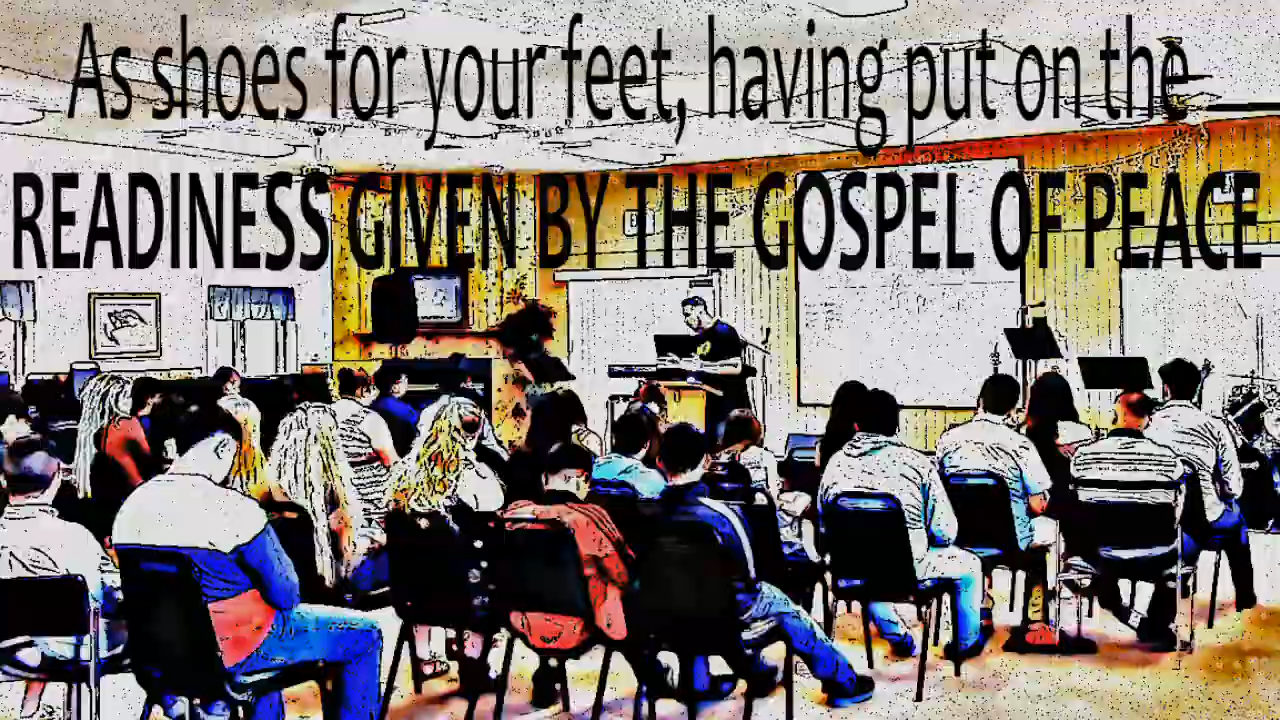 As shoes for your feet, having put on the
READINESS GIVEN BY THE GOSPEL OF PEACE